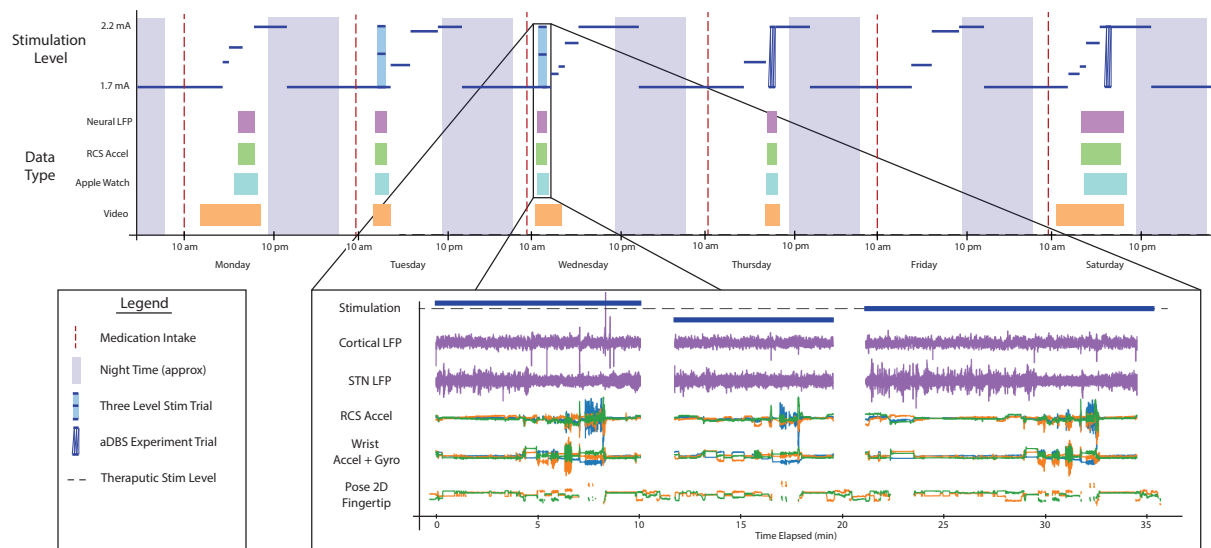 2.2 mA
Stimulation
Level
1.7 mA
Neural LFP
Data
Type
RCS Accel
Apple Watch
Video
10 am 10 pm 10 am 10 pm 10 am 10 pm 10 am 10 pm 10 am 10 pm 10 am 10 pm
Monday Tuesday Wednesday Thursday Friday Saturday
Legend
Medication Intake
Night Time (approx)
Three Level Stim Trial
aDBS Experiment Trial
Theraputic Stim Level
Stimulation
Cortical LFP
STN LFP
RCS Accel
Wrist
Accel + Gyro
Pose 2D
Fingertip
0 5 10 15 20 25 30 35
Time Elapsed (min)